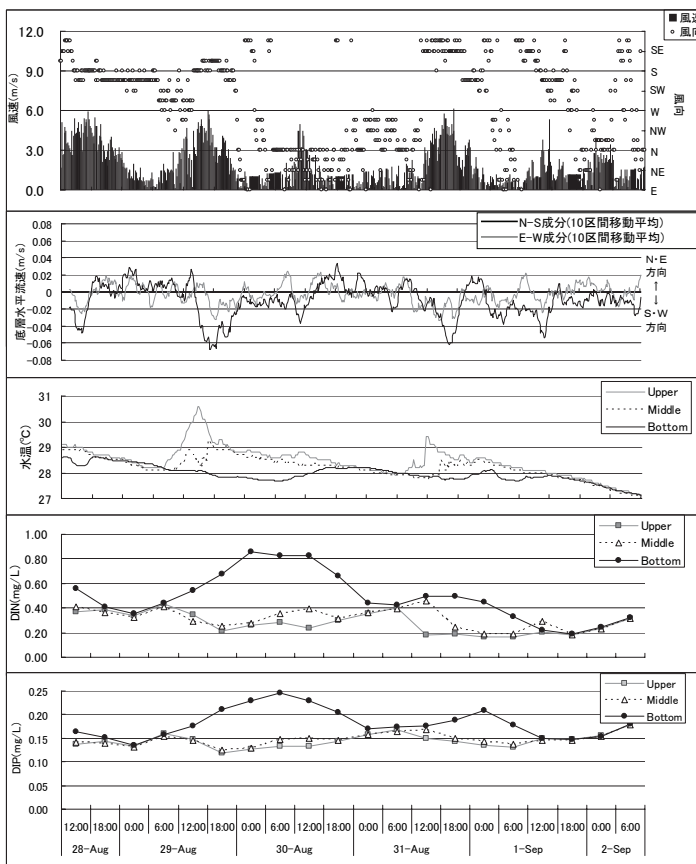 風速
風向
12.0
9.0
6.0
3.0
0.0
風速(m/s)
SE
S
SW
W
NW
N
NE
E
風向
N-S成分(10区間移動平均)
E-W成分(10区間移動平均)
0.08
0.06
0.04
0.02
0
-0.02
-0.04
-0.06
-0.08
底層水平流速(m/s)
N・E
方向
↑
↓
S・W
方向
Upper
Middle
Bottom
31
30
29
28
27
水温(℃)
Upper
Middle
Bottom
1.00
0.80
0.60
0.40
0.20
0.00
DIN(mg/L)
Upper
Middle
Bottom
0.25
0.20
0.15
0.10
0.05
0.00
DIP(mg/L)
12:00 18:00 0:00 6:00 12:00 18:00 0:00 6:00 12:00 18:00 0:00 6:00 12:00 18:00 0:00 6:00 12:00 18:00 0:00 6:00
28-Aug 29-Aug 30-Aug 31-Aug 1-Sep 2-Sep